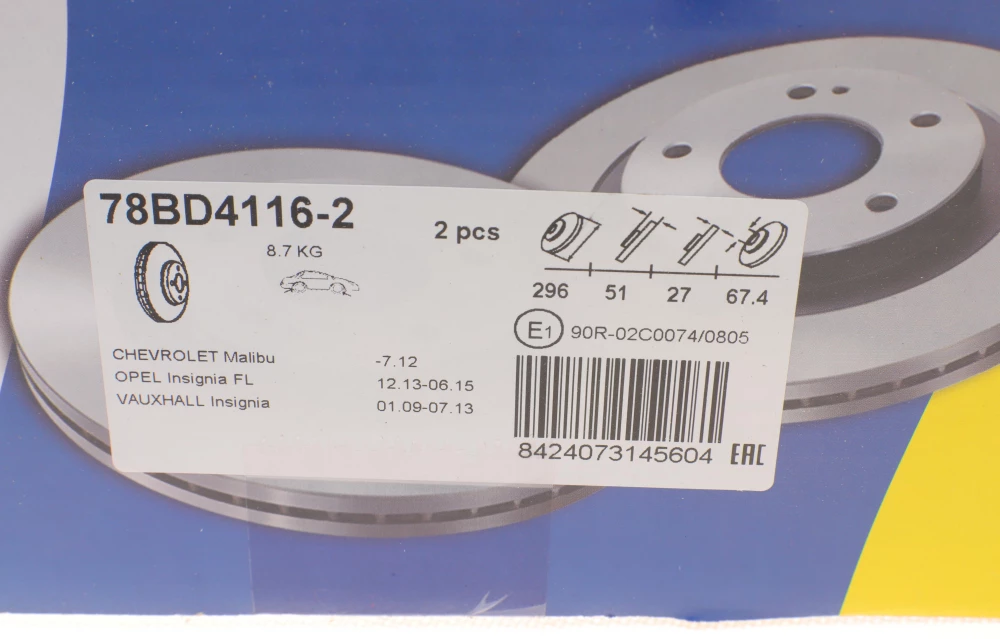 78BD4116-2
2 pcs
8.7 KG
296 51 27 67.4
E1 90R-02C0074/0805
CHEVROLET Malibu -7.12
OPEL Insignia FL 12.13-06.15
VAUXHALL Insignia 01.09-07.13
8424073145604 EAC